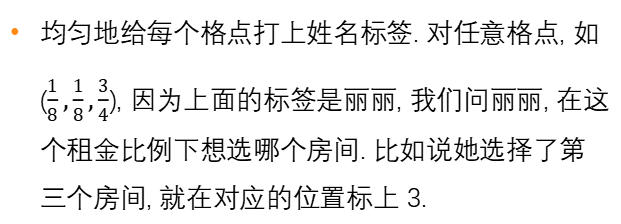 • 均匀地给每个格点打上姓名标签. 对任意格点, 如
(1/8, 1/8, 3/4), 因为上面的标签是丽丽, 我们问丽丽, 在这
个租金比例下想选哪个房间. 比如说她选择了第
三个房间, 就在对应的位置标上 3.